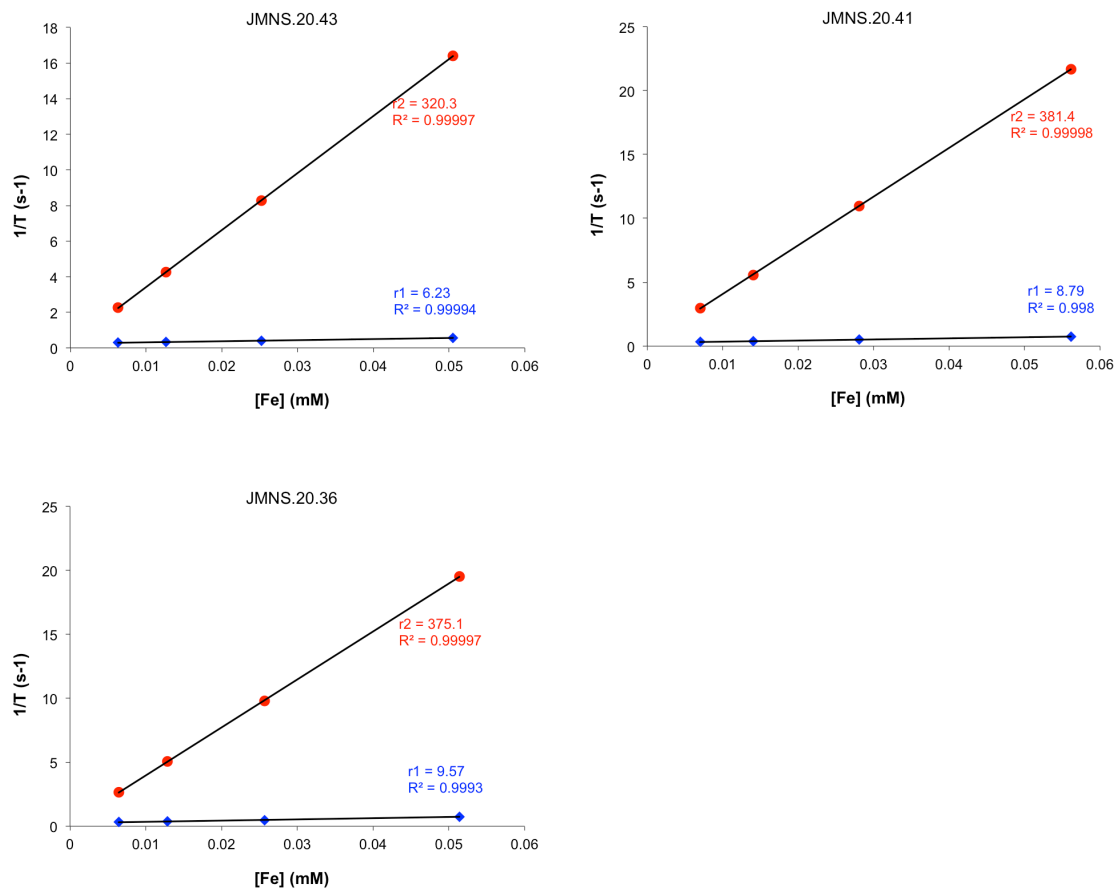 JMNS.20.43
18
16
14
12
10
8
6
4
2
0
1/T (s-1)
r2 = 320.3
R² = 0.99997
r1 = 6.23
R² = 0.99994
0 0.01 0.02 0.03 0.04 0.05 0.06
[Fe] (mM)
JMNS.20.41
25
20
15
10
5
0
1/T (s-1)
r2 = 381.4
R² = 0.99998
r1 = 8.79
R² = 0.998
0 0.01 0.02 0.03 0.04 0.05 0.06
[Fe] (mM)
JMNS.20.36
25
20
15
10
5
0
1/T (s-1)
r2 = 375.1
R² = 0.99997
r1 = 9.57
R² = 0.9993
0 0.01 0.02 0.03 0.04 0.05 0.06
[Fe] (mM)